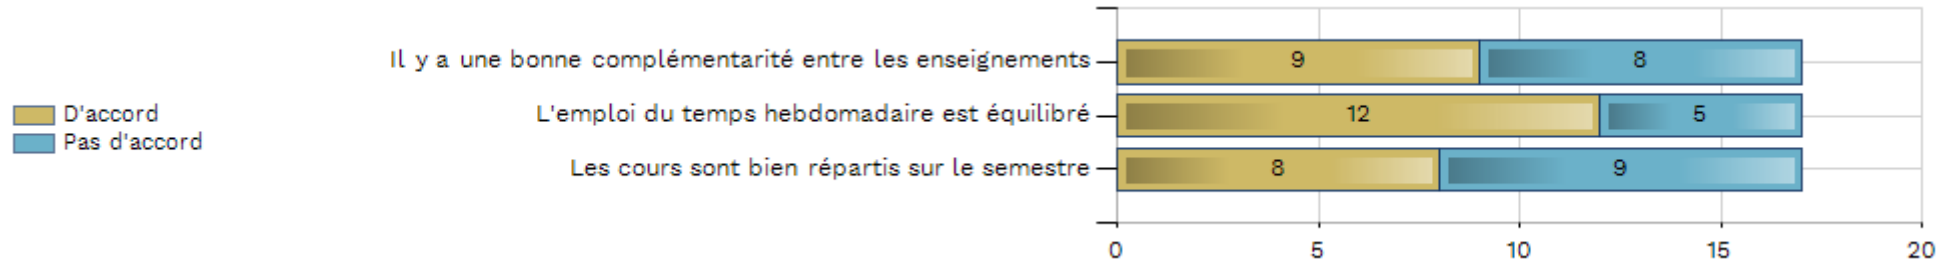 Il y a une bonne complémentarité entre les enseignements 9 8
L'emploi du temps hebdomadaire est équilibré 12 5
Les cours sont bien répartis sur le semestre 8 9
0 5 10 15 20
D'accord
Pas d'accord